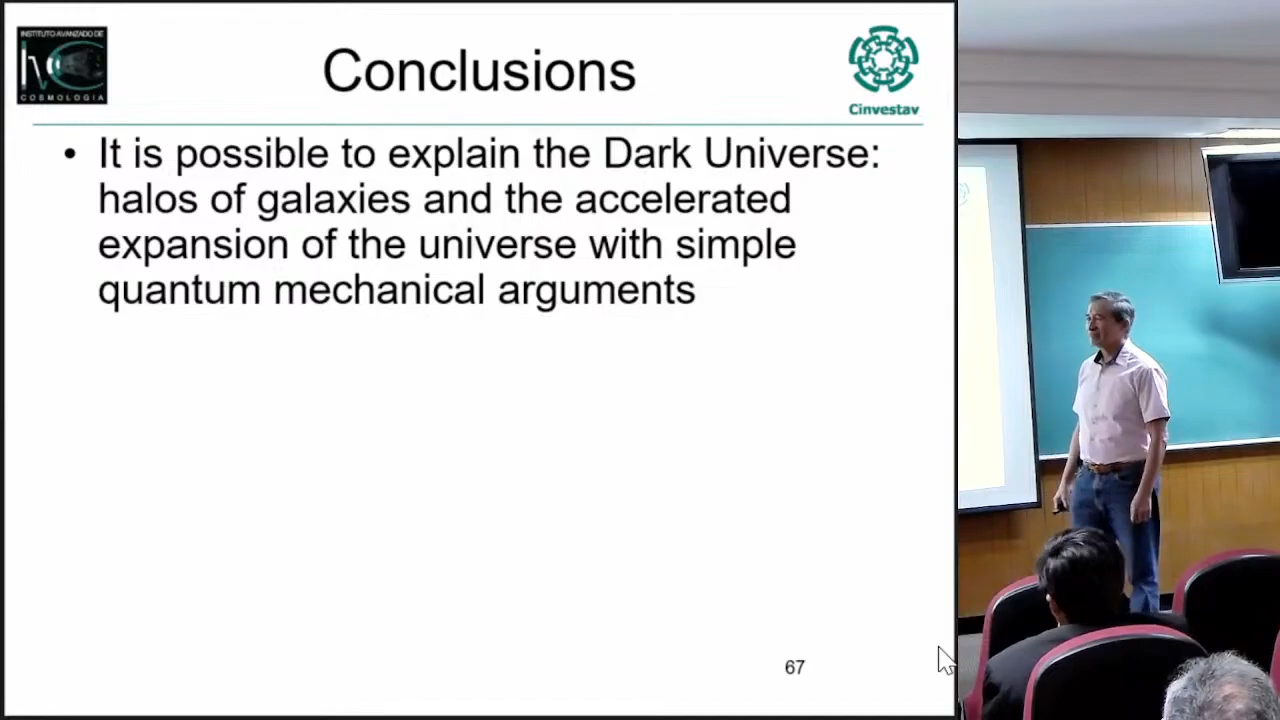 INSTITUTO AVANZADO DE
COSMOLOGIA
Conclusions
Cinvestav
• It is possible to explain the Dark Universe:
halos of galaxies and the accelerated
expansion of the universe with simple
quantum mechanical arguments
67